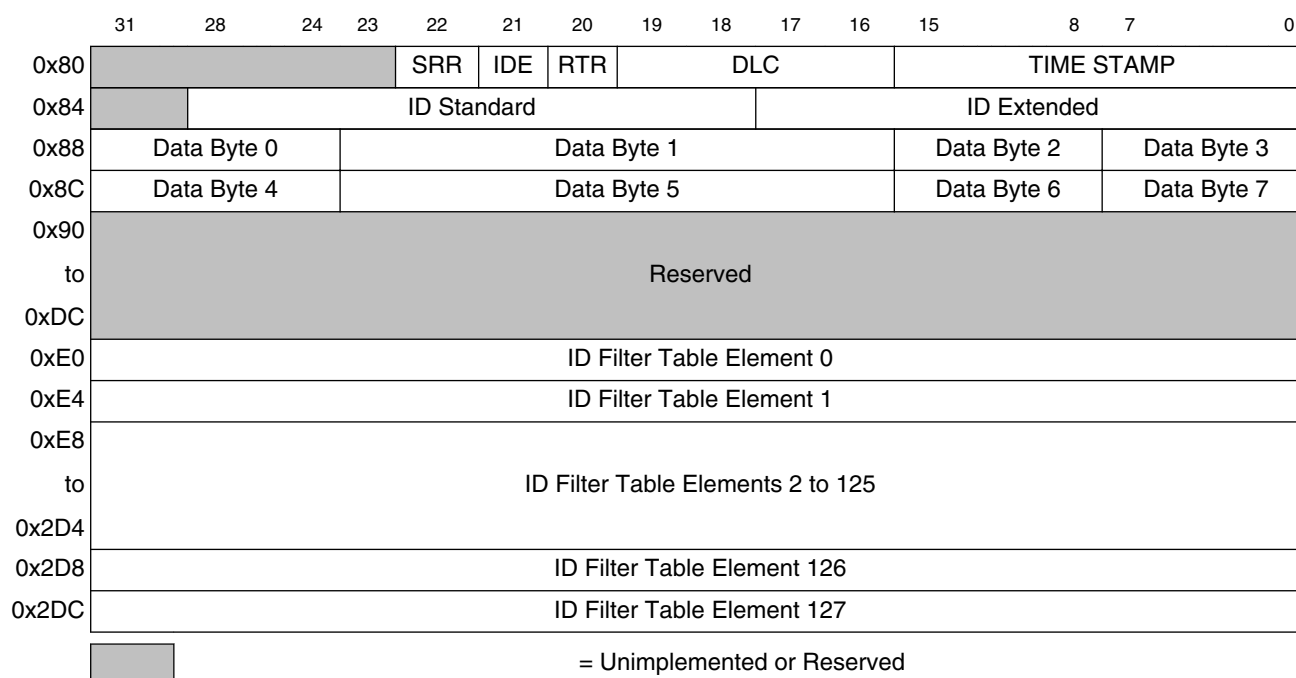 31 28 24 23 22 21 20 19 18 17 16 15 8 7 0
0x80 SRR IDE RTR DLC TIME STAMP
0x84 ID Standard ID Extended
0x88 Data Byte 0 Data Byte 1 Data Byte 2 Data Byte 3
0x8C Data Byte 4 Data Byte 5 Data Byte 6 Data Byte 7
0x90
to Reserved
0xDC
0xE0 ID Filter Table Element 0
0xE4 ID Filter Table Element 1
0xE8
to ID Filter Table Elements 2 to 125
0x2D4
0x2D8 ID Filter Table Element 126
0x2DC ID Filter Table Element 127
= Unimplemented or Reserved